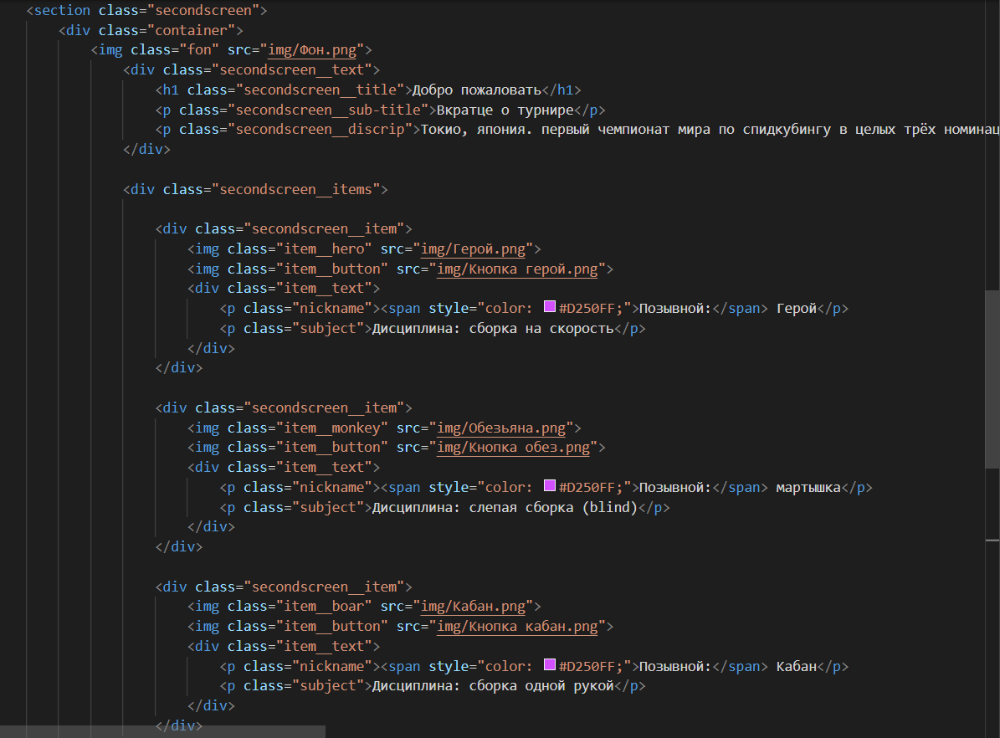 <section class="secondscreen">
<div class="container">
<img class="fon" src="img/Фон.png">
<div class="secondscreen__text">
<h1 class="secondscreen__title">Добро пожаловать</h1>
<p class="secondscreen__sub-title">Вкратце о турнире</p>
<p class="secondscreen__discrip">Токио, япония. первый чемпионат мира по спидкубингу в целых трёх номинац
</div>
<div class="secondscreen__items">
<div class="secondscreen__item">
<img class="item__hero" src="img/Герой.png">
<img class="item__button" src="img/Кнопка герой.png">
<div class="item__text">
<p class="nickname"><span style="color: #D250FF;">Позывной:</span> Герой</p>
<p class="subject">Дисциплина: сборка на скорость</p>
</div>
</div>
<div class="secondscreen__item">
<img class="item__monkey" src="img/Обезьяна.png">
<img class="item__button" src="img/Кнопка обез.png">
<div class="item__text">
<p class="nickname"><span style="color: #D250FF;">Позывной:</span> мартышка</p>
<p class="subject">Дисциплина: слепая сборка (blind)</p>
</div>
</div>
<div class="secondscreen__item">
<img class="item__boar" src="img/Кабан.png">
<img class="item__button" src="img/Кнопка кабан.png">
<div class="item__text">
<p class="nickname"><span style="color: #D250FF;">Позывной:</span> Кабан</p>
<p class="subject">Дисциплина: сборка одной рукой</p>
</div>
</div>